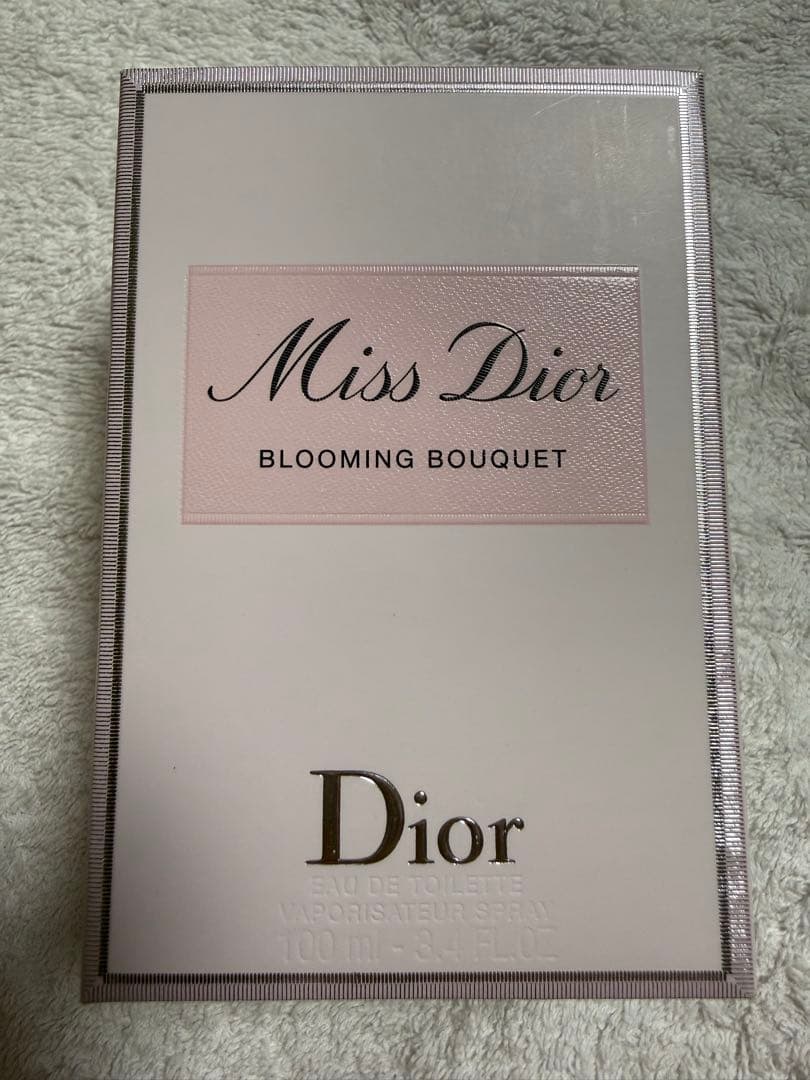 Miss Dior
BLOOMING BOUQUET
Dior
EAU DE TOILETTE
VAPORISATEUR SPRAY
100 ml - 3.4 FL.OZ